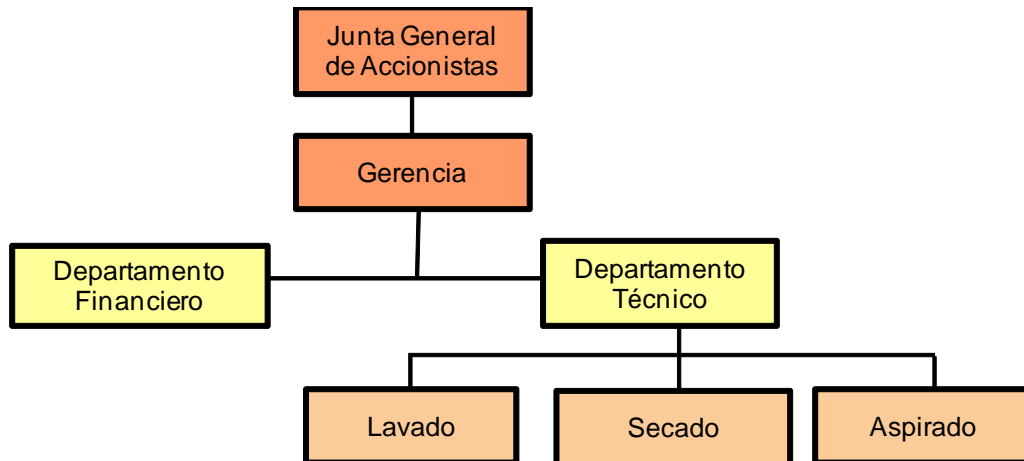 Junta General
de Accionistas
Gerencia
Departamento
Financiero
Departamento
Técnico
Lavado
Secado
Aspirado